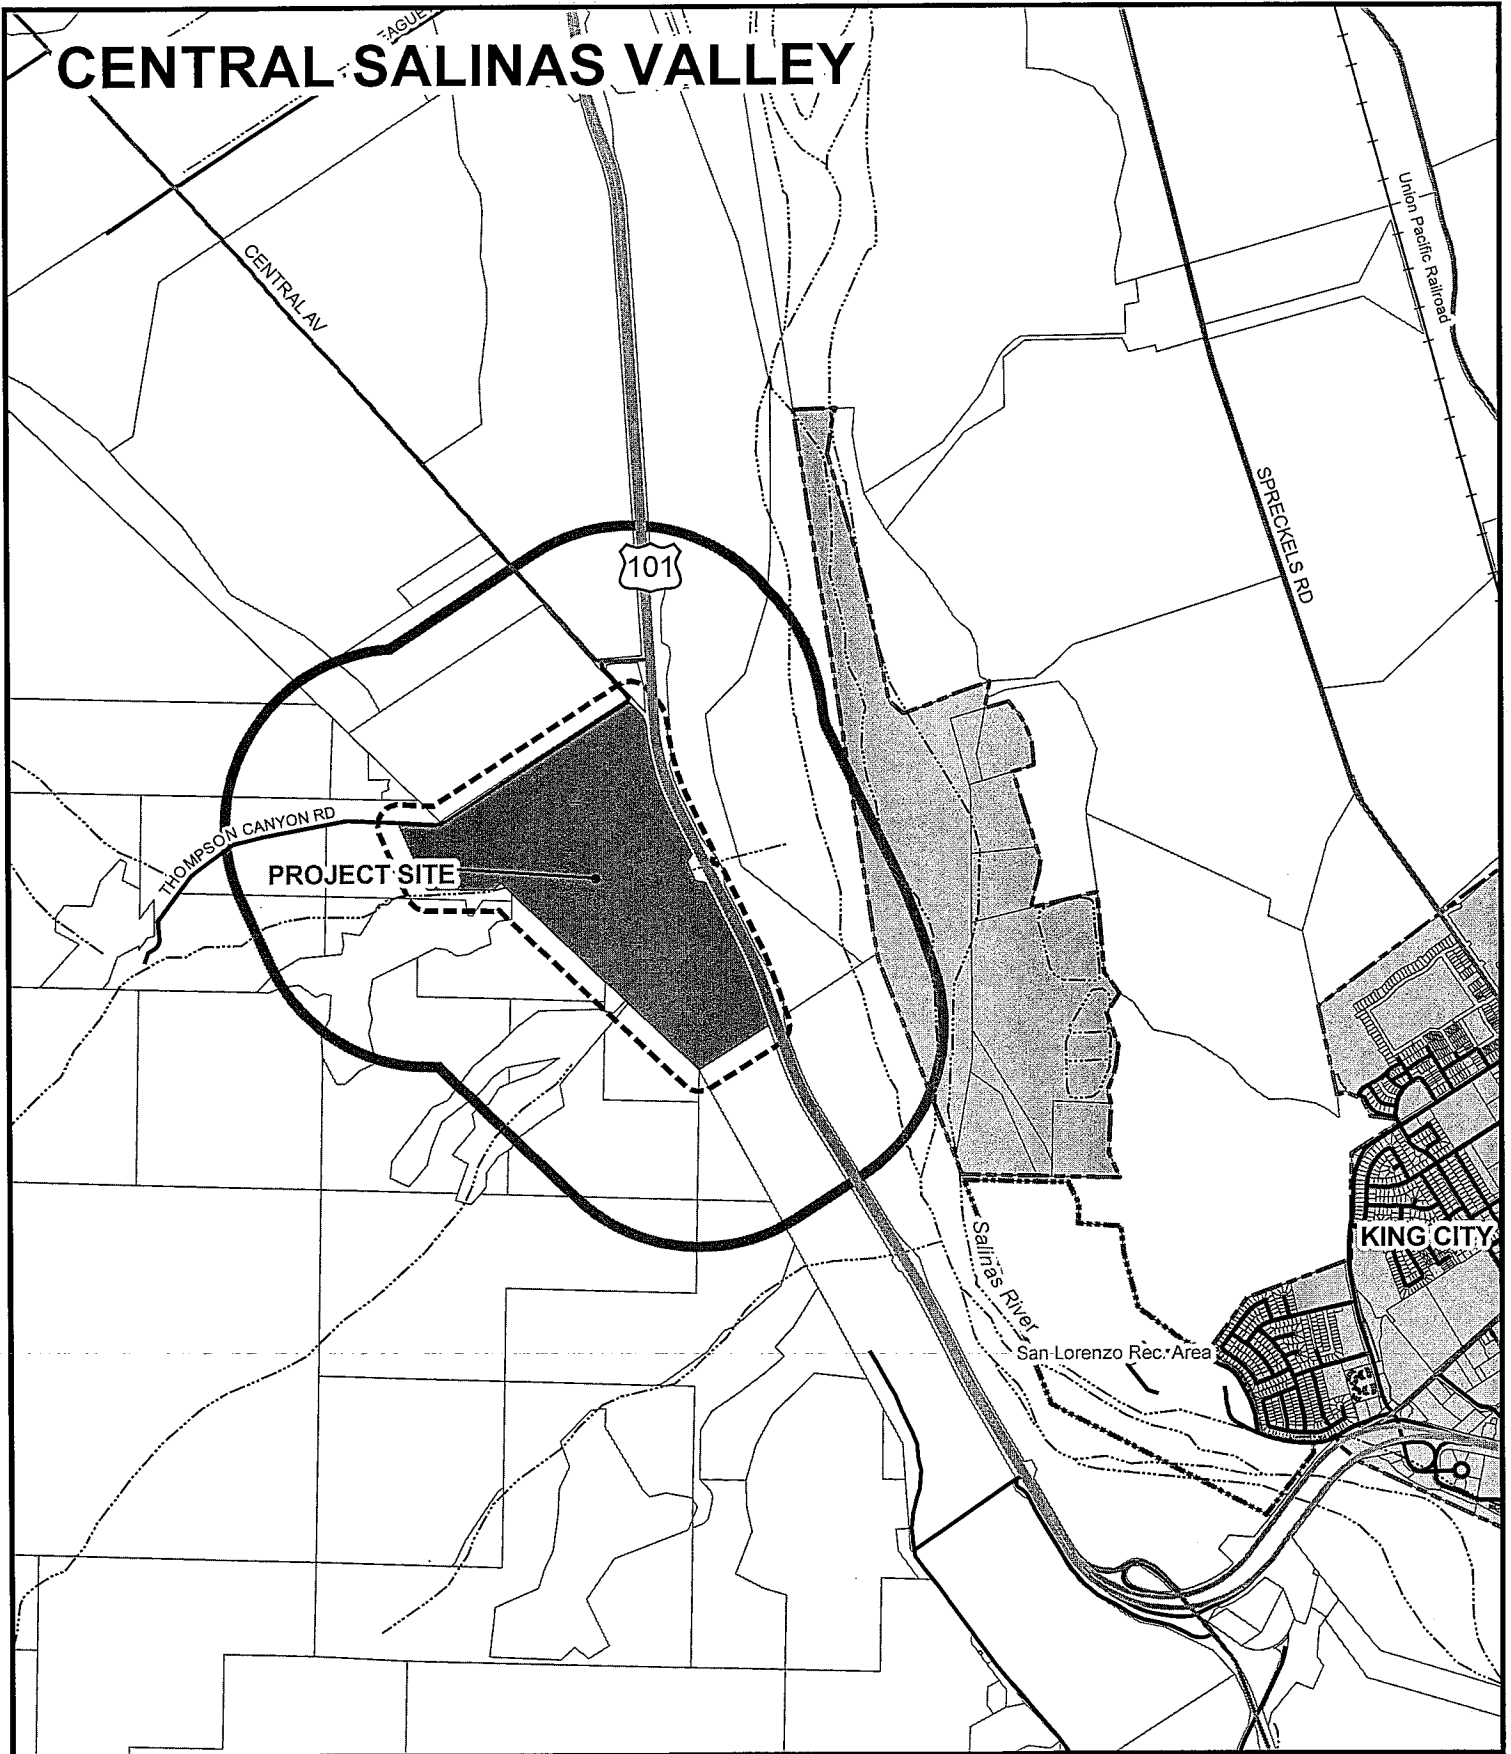 CENTRAL SALINAS VALLEY
Union Pacific Railroad
CENTRAL AV
SPRECKELS RD
101
THOMPSON CANYON RD
PROJECT SITE
KING CITY
Salinas River
San Lorenzo Rec. Area